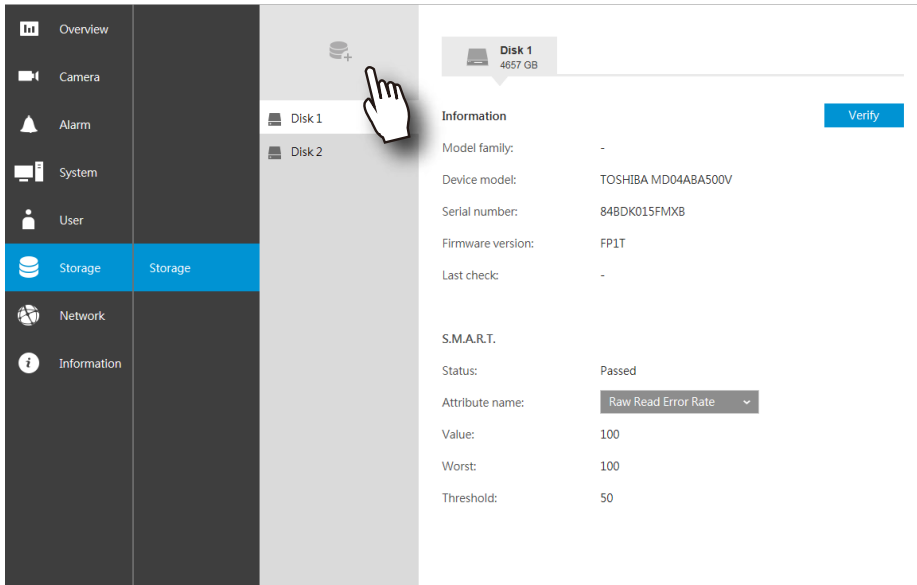 Overview
Camera
Alarm
System
User
Storage
Network
Information
Storage
Disk 1
Disk 2
Disk 1
4657 GB
Information
Verify
Model family: -
Device model: TOSHIBA MD04ABA500V
Serial number: 84BDK015FMXB
Firmware version: FP1T
Last check: -
S.M.A.R.T.
Status: Passed
Attribute name: Raw Read Error Rate
Value: 100
Worst: 100
Threshold: 50